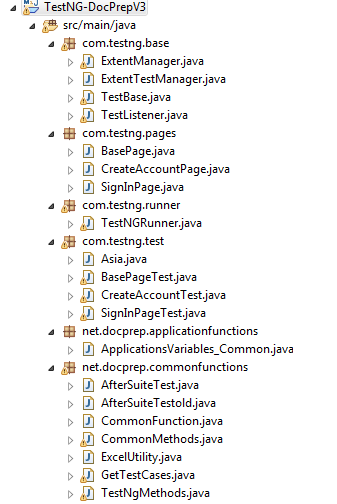 TestNG-DocPrepV3
src/main/java
com.testng.base
ExtentManager.java
ExtentTestManager.java
TestBase.java
TestListener.java
com.testng.pages
BasePage.java
CreateAccountPage.java
SignInPage.java
com.testng.runner
TestNGRunner.java
com.testng.test
Asia.java
BasePageTest.java
CreateAccountTest.java
SignInPageTest.java
net.docprep.applicationfunctions
ApplicationsVariables_Common.java
net.docprep.commonfunctions
AfterSuiteTest.java
AfterSuiteTestold.java
CommonFunction.java
CommonMethods.java
ExcelUtility.java
GetTestCases.java
TestNgMethods.java